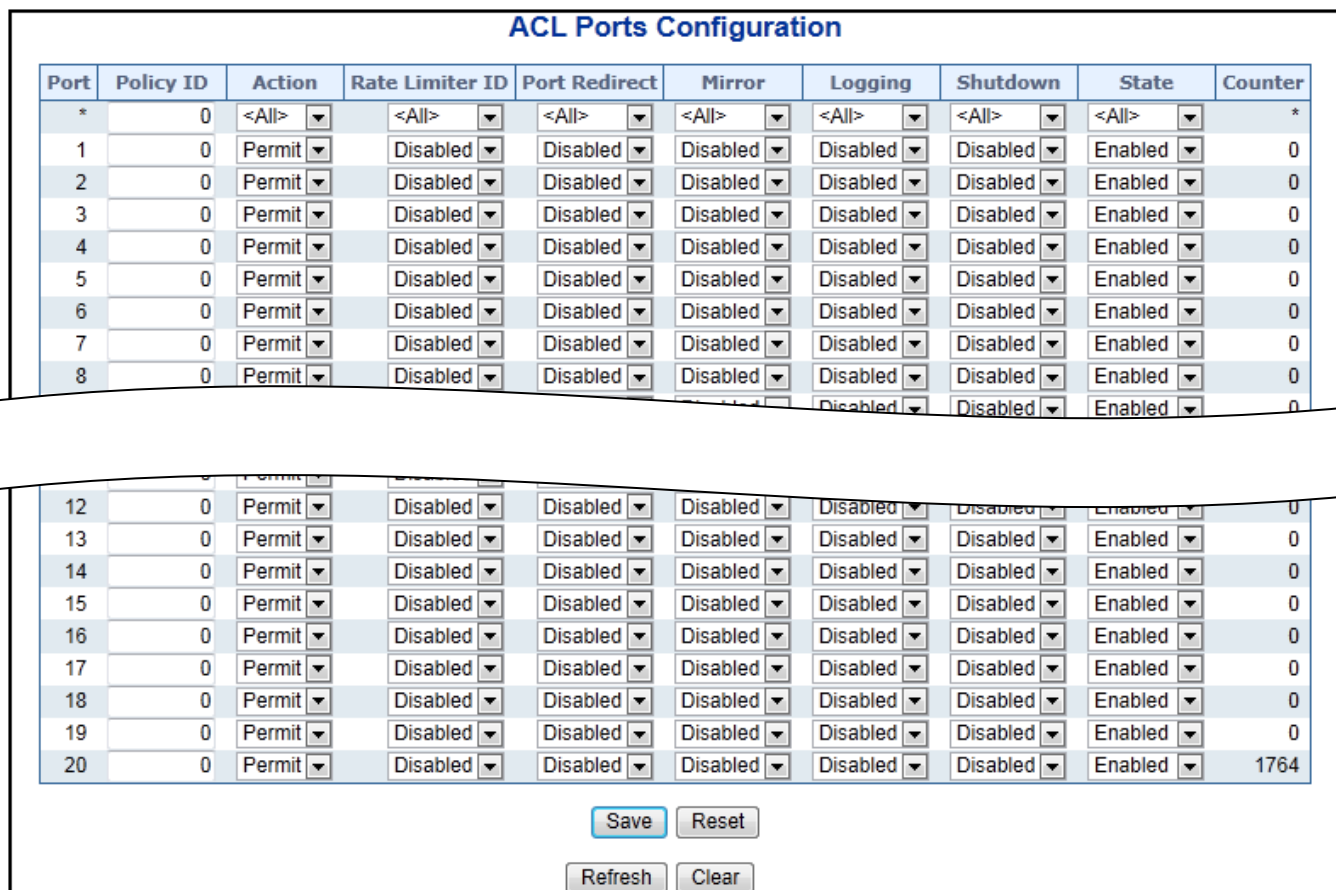 ACL Ports Configuration
Port Policy ID Action Rate Limiter ID Port Redirect Mirror Logging Shutdown State Counter
* 0 <All> <All> <All> <All> <All> <All> <All> *
1 0 Permit Disabled Disabled Disabled Disabled Disabled Enabled 0
2 0 Permit Disabled Disabled Disabled Disabled Disabled Enabled 0
3 0 Permit Disabled Disabled Disabled Disabled Disabled Enabled 0
4 0 Permit Disabled Disabled Disabled Disabled Disabled Enabled 0
5 0 Permit Disabled Disabled Disabled Disabled Disabled Enabled 0
6 0 Permit Disabled Disabled Disabled Disabled Disabled Enabled 0
7 0 Permit Disabled Disabled Disabled Disabled Disabled Enabled 0
8 0 Permit Disabled Disabled Disabled Disabled Disabled Enabled 0
Disabled Disabled Enabled 0
12 0 Permit Disabled Disabled Disabled Disabled Disabled Enabled 0
13 0 Permit Disabled Disabled Disabled Disabled Disabled Enabled 0
14 0 Permit Disabled Disabled Disabled Disabled Disabled Enabled 0
15 0 Permit Disabled Disabled Disabled Disabled Disabled Enabled 0
16 0 Permit Disabled Disabled Disabled Disabled Disabled Enabled 0
17 0 Permit Disabled Disabled Disabled Disabled Disabled Enabled 0
18 0 Permit Disabled Disabled Disabled Disabled Disabled Enabled 0
19 0 Permit Disabled Disabled Disabled Disabled Disabled Enabled 0
20 0 Permit Disabled Disabled Disabled Disabled Disabled Enabled 1764
Save Reset
Refresh Clear